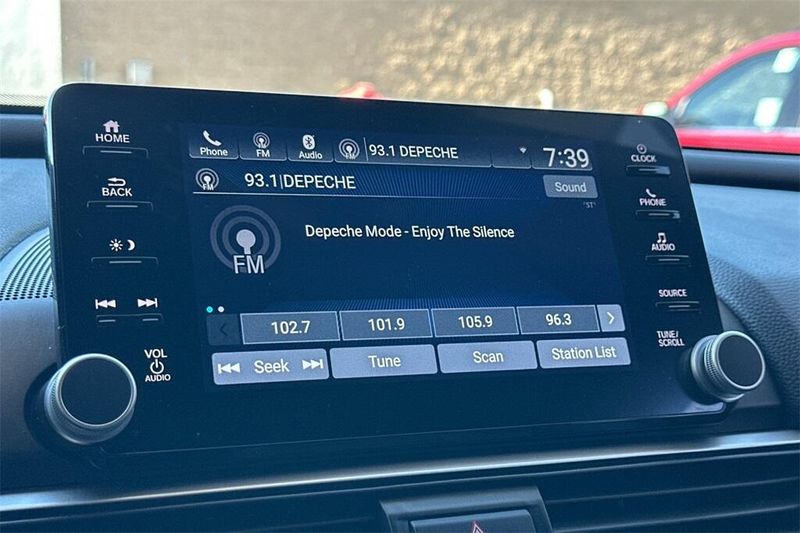 HOME
BACK
VOL
AUDIO
Phone
FM
Audio
93.1 DEPECHE
7:39
93.1|DEPECHE
Sound
ST
FM
Depeche Mode - Enjoy The Silence
102.7
101.9
105.9
96.3
Seek
Tune
Scan
Station List
CLOCK
PHONE
AUDIO
SOURCE
TUNE/
SCROLL